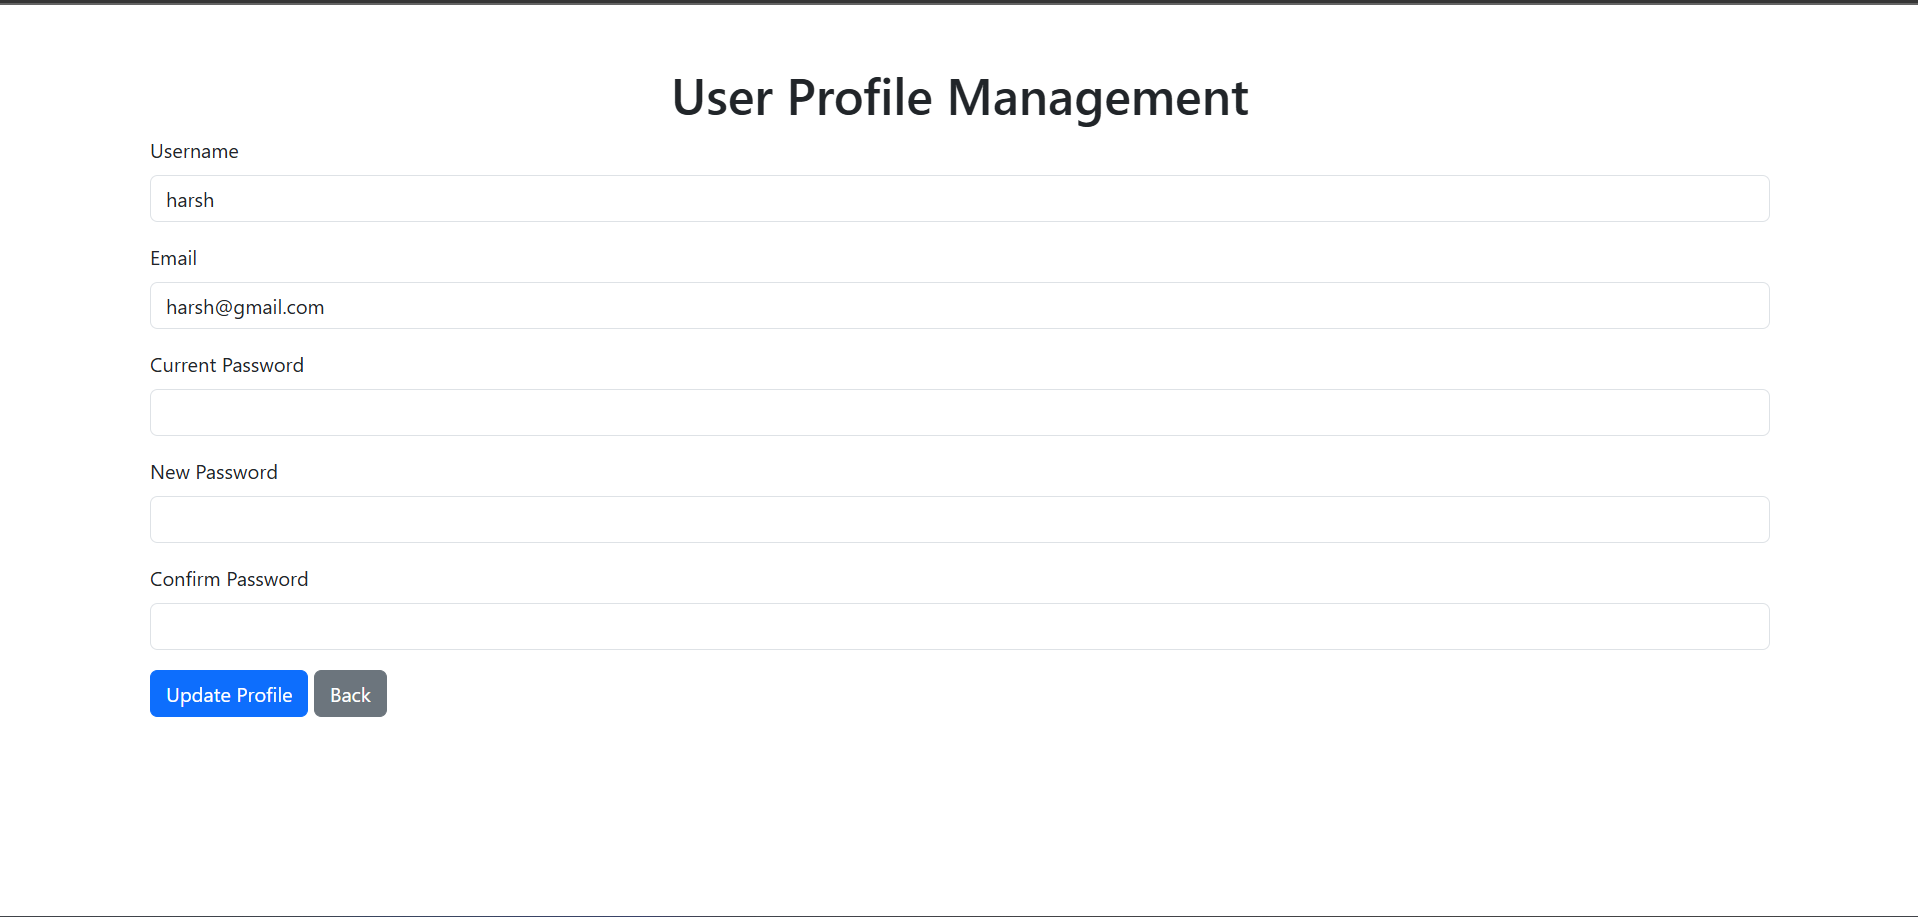 User Profile Management
Username
harsh
Email
harsh@gmail.com
Current Password
New Password
Confirm Password
Update Profile Back